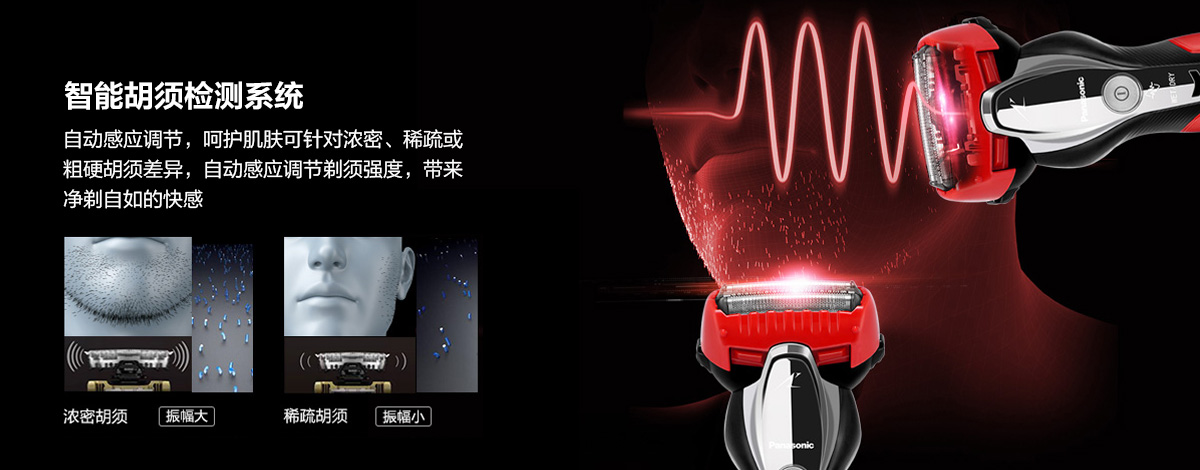 智能胡须检测系统
自动感应调节，呵护肌肤可针对浓密、稀疏或
粗硬胡须差异，自动感应调节剃须强度，带来
净剃自如的快感
浓密胡须 振幅大
稀疏胡须 振幅小
Panasonic
WET/DRY
Panasonic